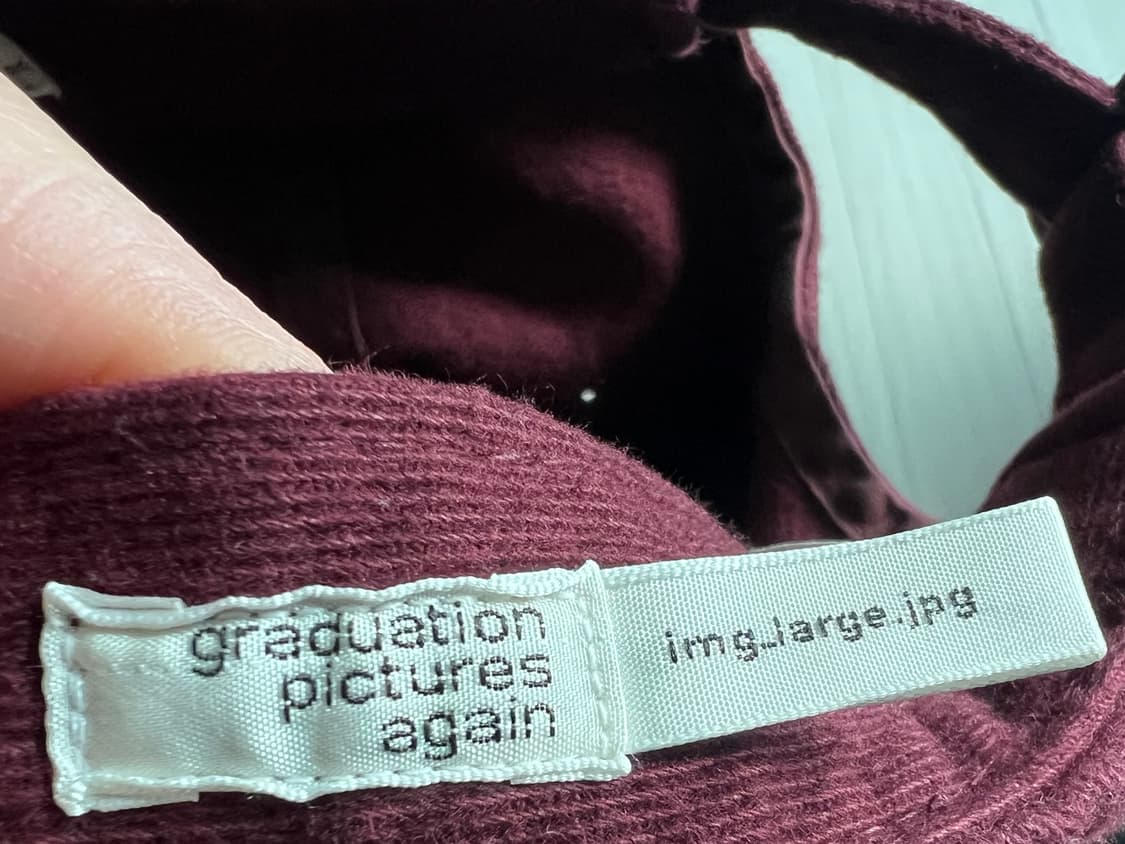 graduation
pictures
again
img_large.jpg